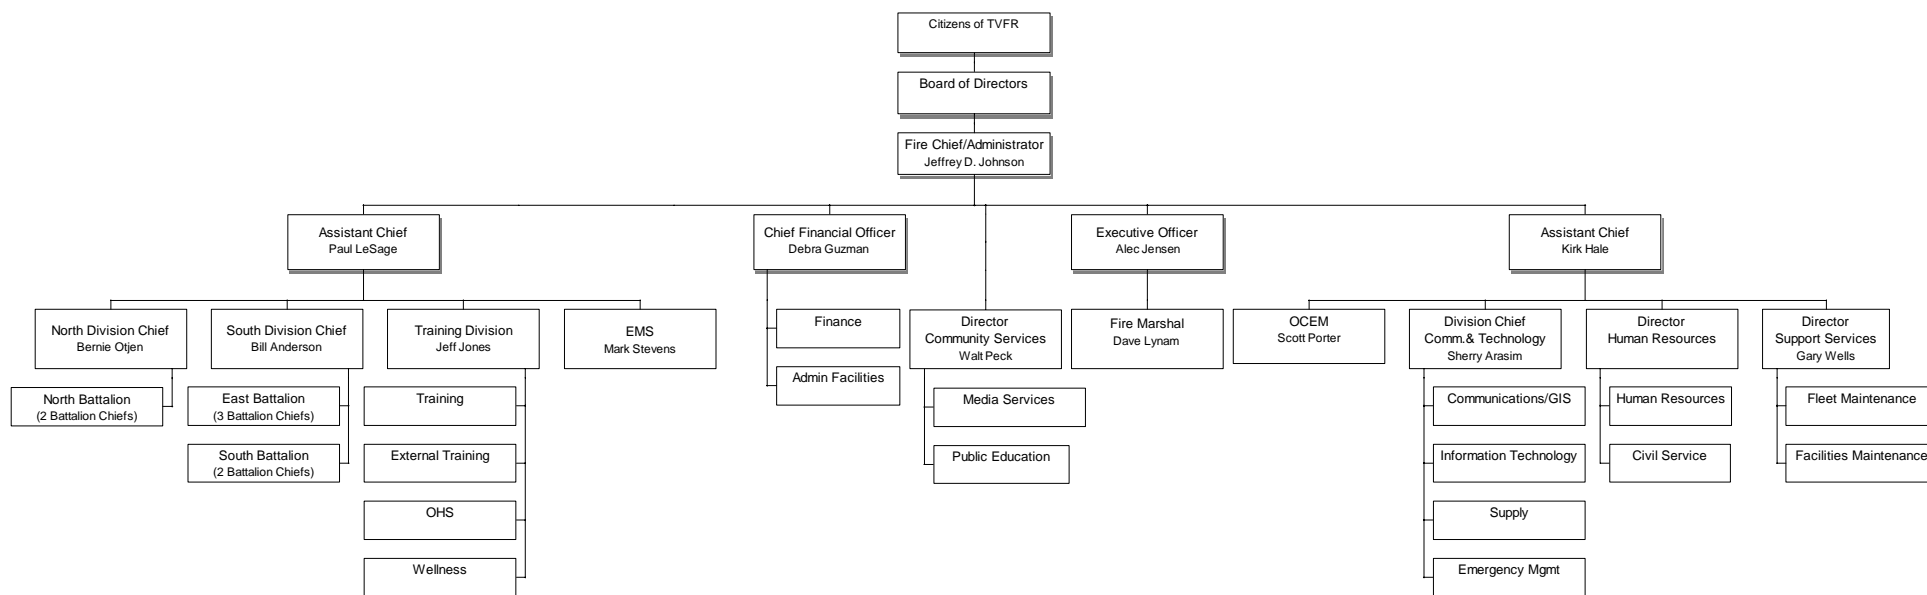 Citizens of TVFR
Board of Directors
Fire Chief/Administrator
Jeffrey D. Johnson
Assistant Chief
Paul LeSage
Chief Financial Officer
Debra Guzman
Executive Officer
Alec Jensen
Assistant Chief
Kirk Hale
North Division Chief
Bernie Otjen
South Division Chief
Bill Anderson
Training Division
Jeff Jones
EMS
Mark Stevens
Finance
Admin Facilities
Director
Community Services
Walt Peck
Fire Marshal
Dave Lynam
OCEM
Scott Porter
Division Chief
Comm.& Technology
Sherry Arasim
Director
Human Resources
Director
Support Services
Gary Wells
North Battalion
(2 Battalion Chiefs)
East Battalion
(3 Battalion Chiefs)
South Battalion
(2 Battalion Chiefs)
Training
External Training
OHS
Wellness
Media Services
Public Education
Communications/GIS
Information Technology
Supply
Emergency Mgmt
Human Resources
Civil Service
Fleet Maintenance
Facilities Maintenance